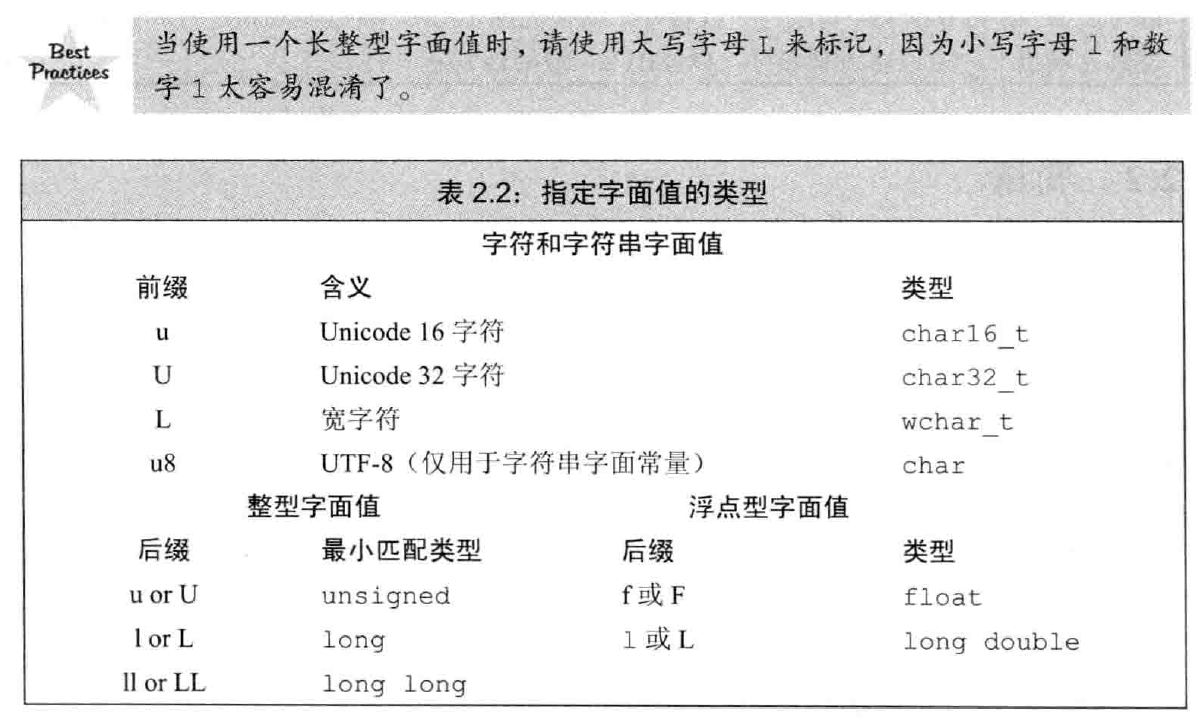 Best
Practices
当使用一个长整型字面值时，请使用大写字母 L 来标记，因为小写字母 l 和数
字 1 太容易混淆了。
表 2.2：指定字面值的类型
字符和字符串字面值
前缀 含义 类型
u Unicode 16 字符 char16_t
U Unicode 32 字符 char32_t
L 宽字符 wchar_t
u8 UTF-8（仅用于字符串字面常量） char
整型字面值 浮点型字面值
后缀 最小匹配类型 后缀 类型
u or U unsigned f 或 F float
l or L long l 或 L long double
ll or LL long long